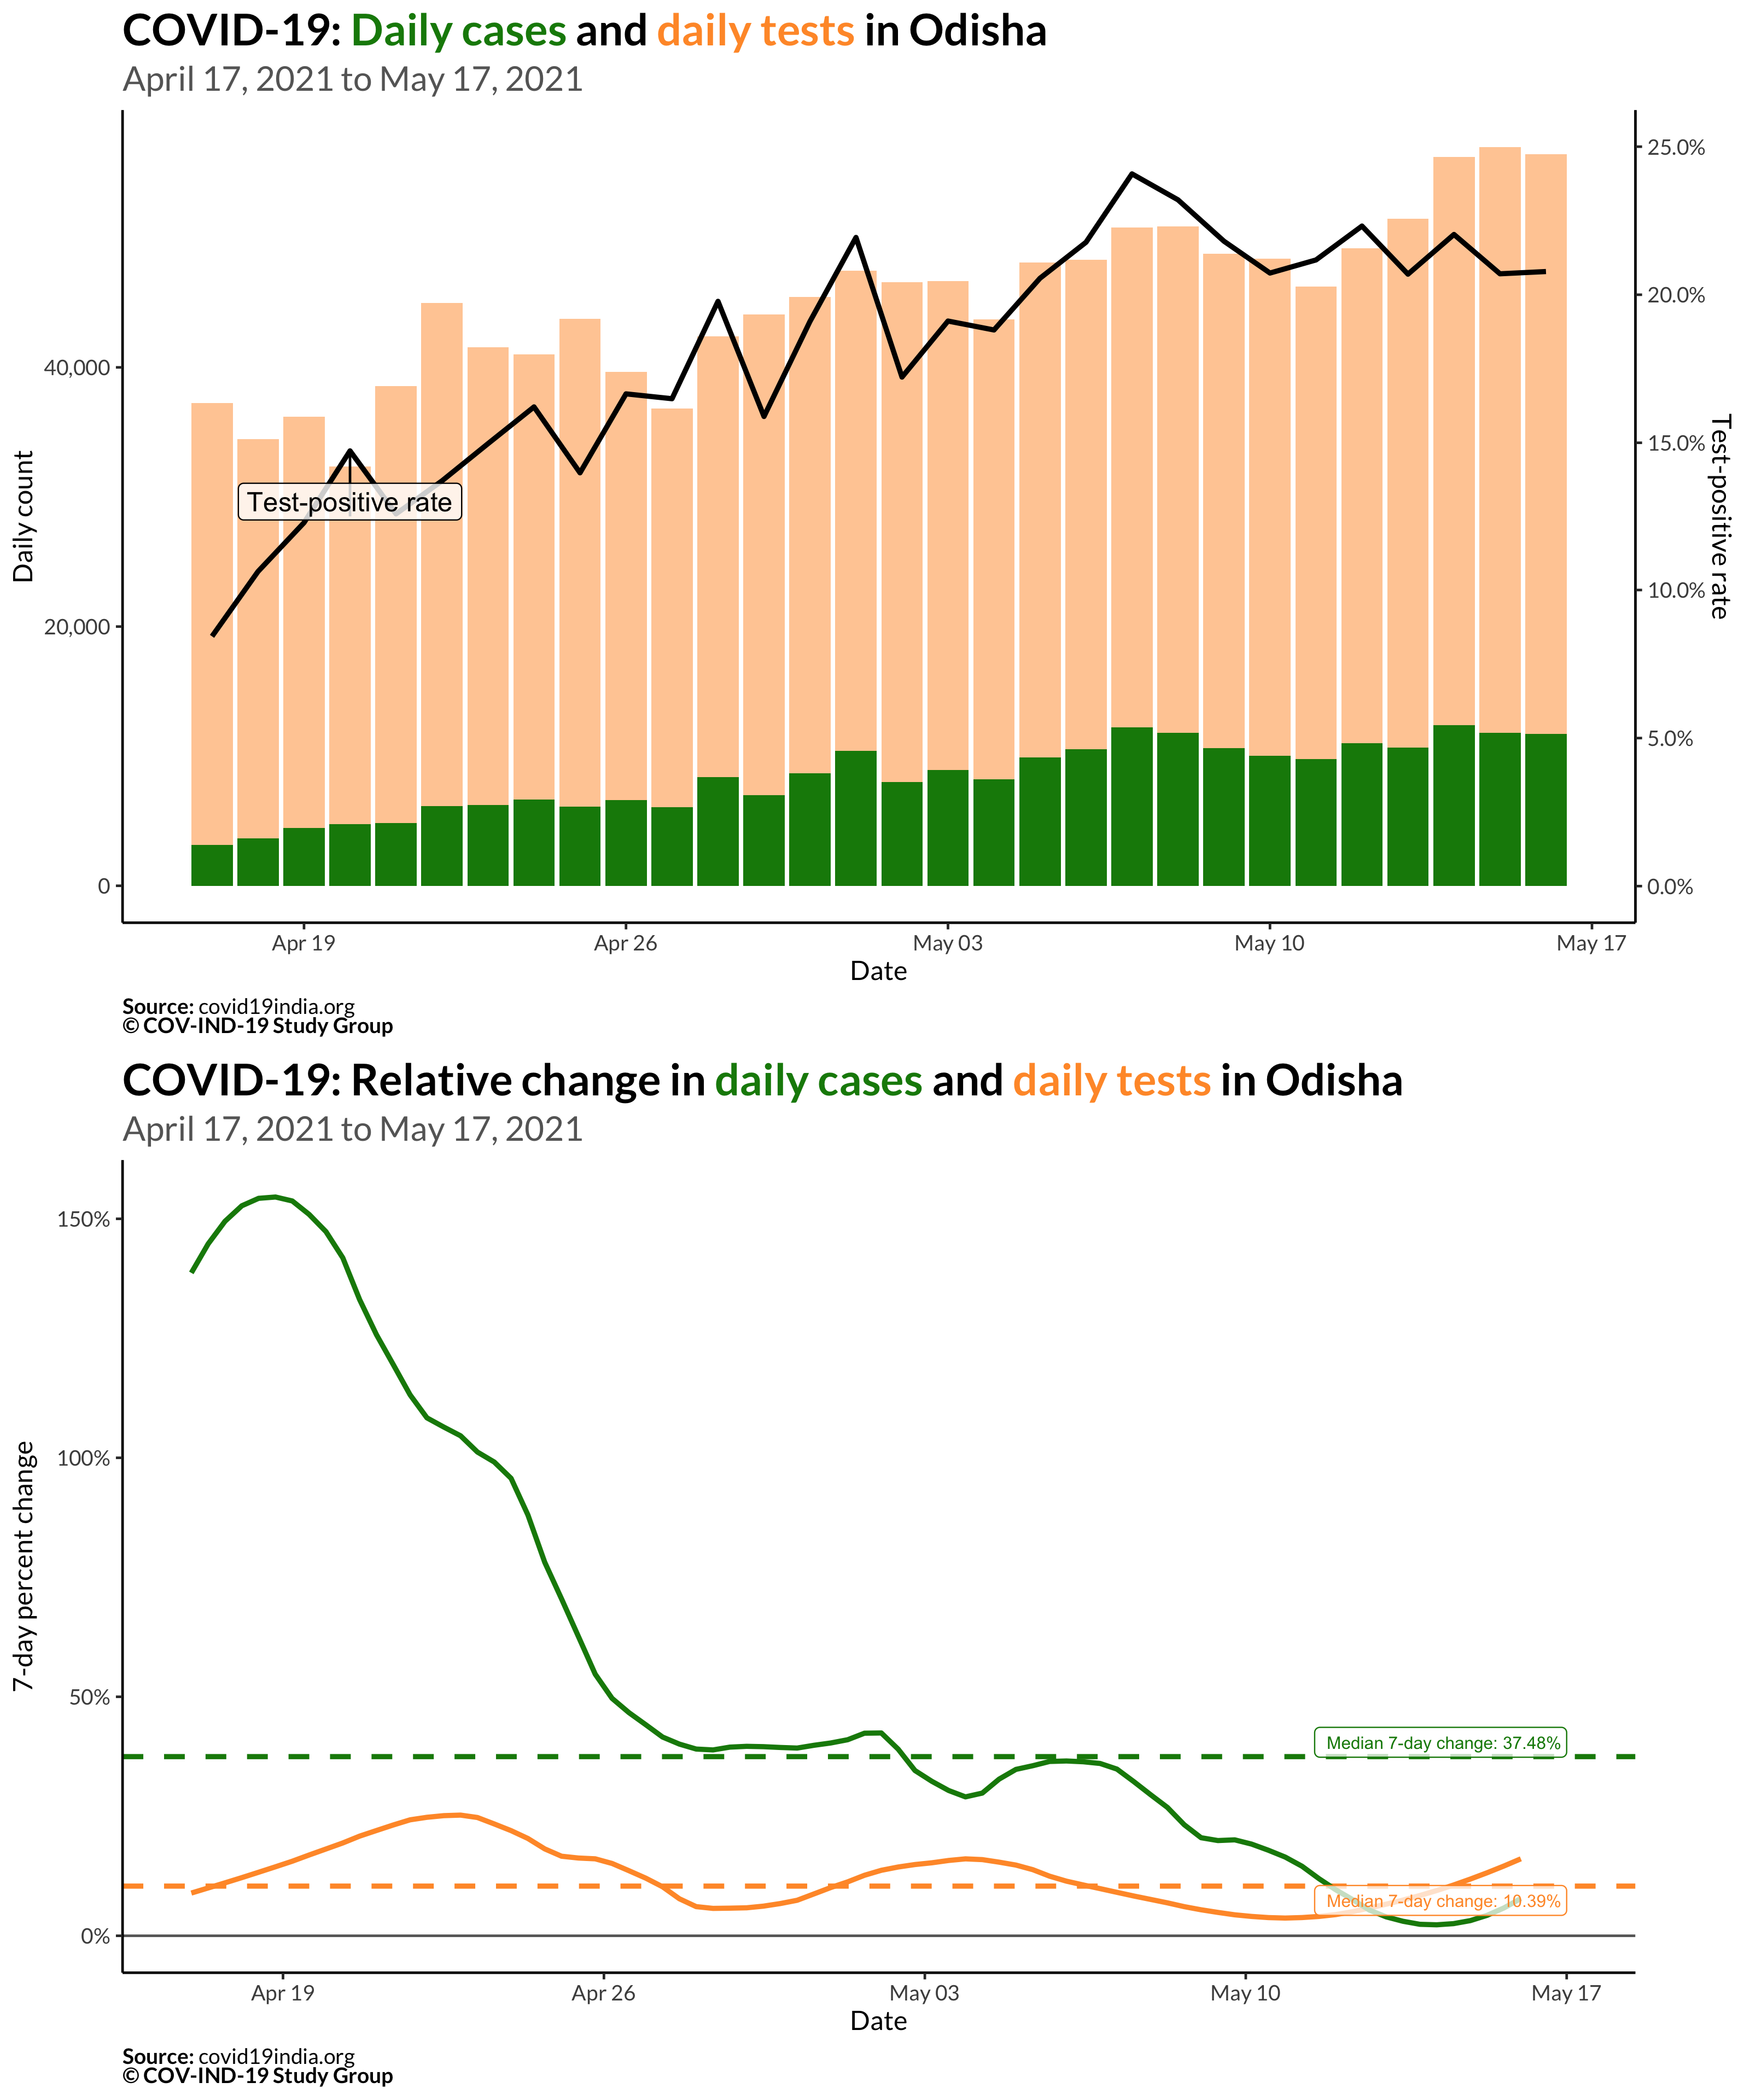 COVID-19: Daily cases and daily tests in Odisha
April 17, 2021 to May 17, 2021
25.0%
20.0%
40,000
15.0%
Test-positive rate
Daily count
Test-positive rate
10.0%
20,000
5.0%
0
0.0%
Apr 19
Apr 26
May 03
May 10
May 17
Date
Source: covid19india.org
© COV-IND-19 Study Group
COVID-19: Relative change in daily cases and daily tests in Odisha
April 17, 2021 to May 17, 2021
150%
100%
7-day percent change
50%
Median 7-day change: 37.48%
Median 7-day change: 10.39%
0%
Apr 19
Apr 26
May 03
May 10
May 17
Date
Source: covid19india.org
© COV-IND-19 Study Group